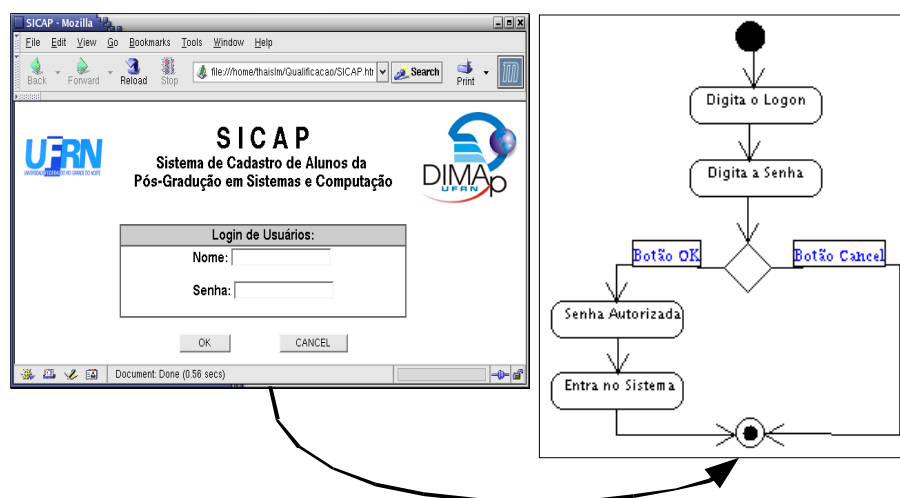 SICAP - Mozilla
File Edit View Go Bookmarks Tools Window Help
Back Forward Reload Stop file:///home/thaislm/Qualificacao/SICAP.htm Search Print
UFRN
SICAP
Sistema de Cadastro de Alunos da
Pós-Gradução em Sistemas e Computação
DIMAp
UFRN
Login de Usuários:
Nome:
Senha:
OK CANCEL
Document: Done (0.56 secs)
Digita o Logon
Digita a Senha
Botão OK Botão Cancel
Senha Autorizada
Entra no Sistema